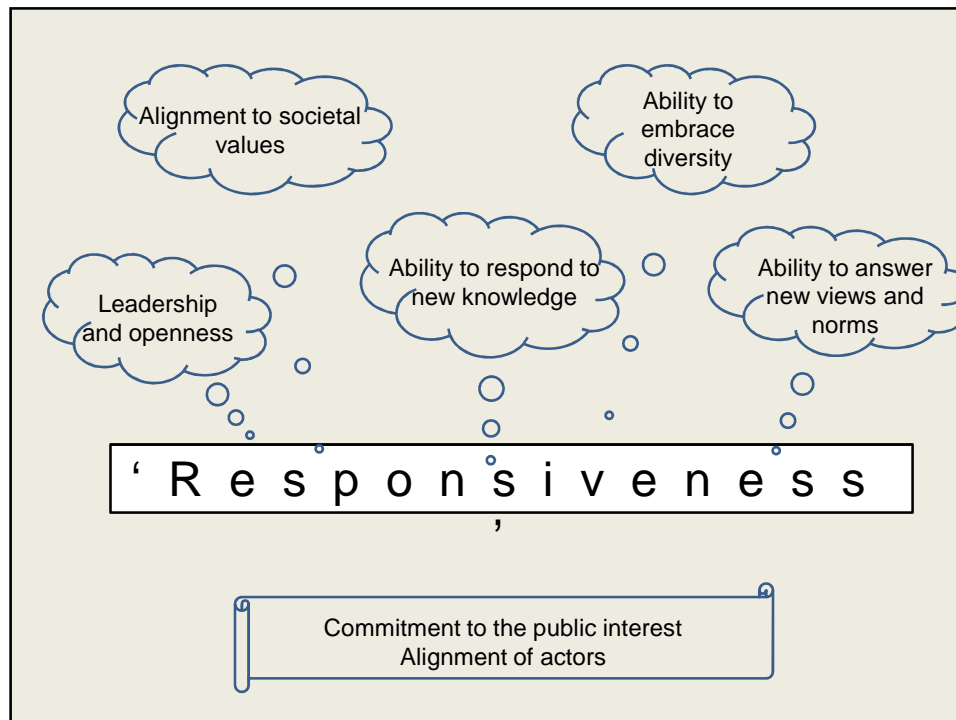 Alignment to societal
values
Ability to
embrace
diversity
Leadership
and openness
Ability to respond to
new knowledge
Ability to answer
new views and
norms
‘Responsiveness
’
Commitment to the public interest
Alignment of actors